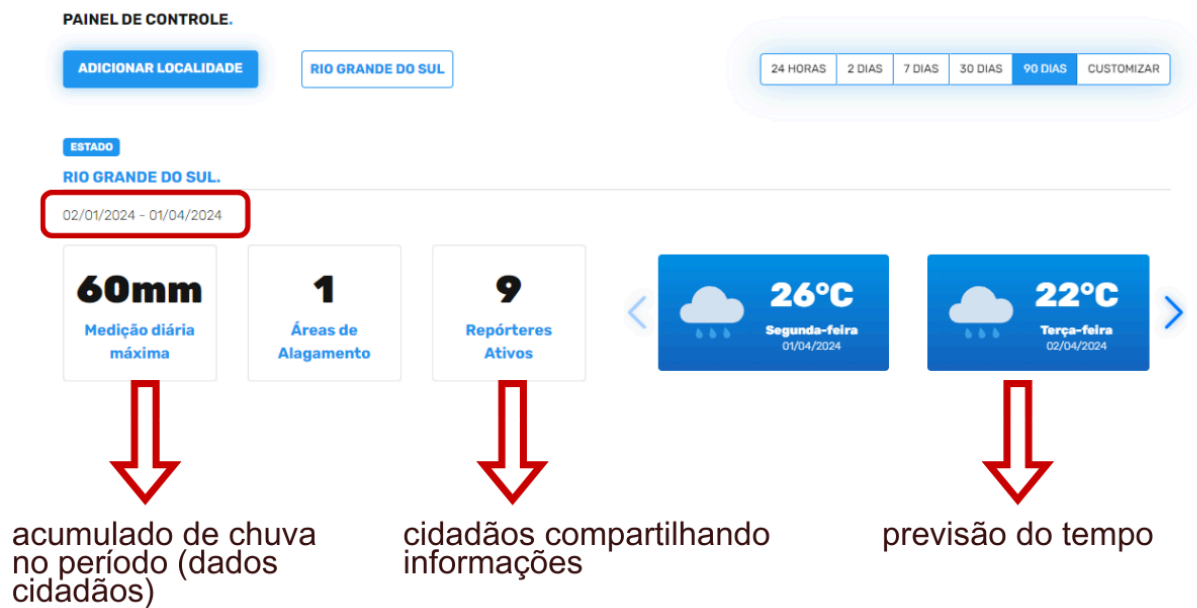 PAINEL DE CONTROLE.
ADICIONAR LOCALIDADE
RIO GRANDE DO SUL
24 HORAS
2 DIAS
7 DIAS
30 DIAS
90 DIAS
CUSTOMIZAR
ESTADO
RIO GRANDE DO SUL.
02/01/2024 - 01/04/2024
60mm
Medição diária
máxima
1
Áreas de
Alagamento
9
Repórteres
Ativos
26°C
Segunda-feira
01/04/2024
22°C
Terça-feira
02/04/2024
acumulado de chuva
no período (dados
cidadãos)
cidadãos compartilhando
informações
previsão do tempo